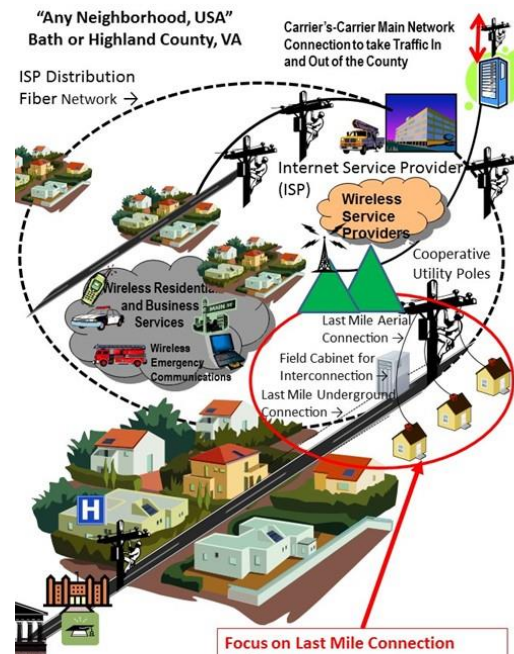 "Any Neighborhood, USA"
Bath or Highland County, VA
Carrier's-Carrier Main Network
Connection to take Traffic In
and Out of the County
ISP Distribution
Fiber Network →
Internet Service Provider
(ISP)
Wireless
Service
Providers
Cooperative
Utility Poles
Wireless Residential
and Business
Services
MAIN ST
Wireless
Emergency
Communications
Last Mile Aerial
Connection →
Field Cabinet for
Interconnection →
Last Mile Underground
Connection →
H
Focus on Last Mile Connection